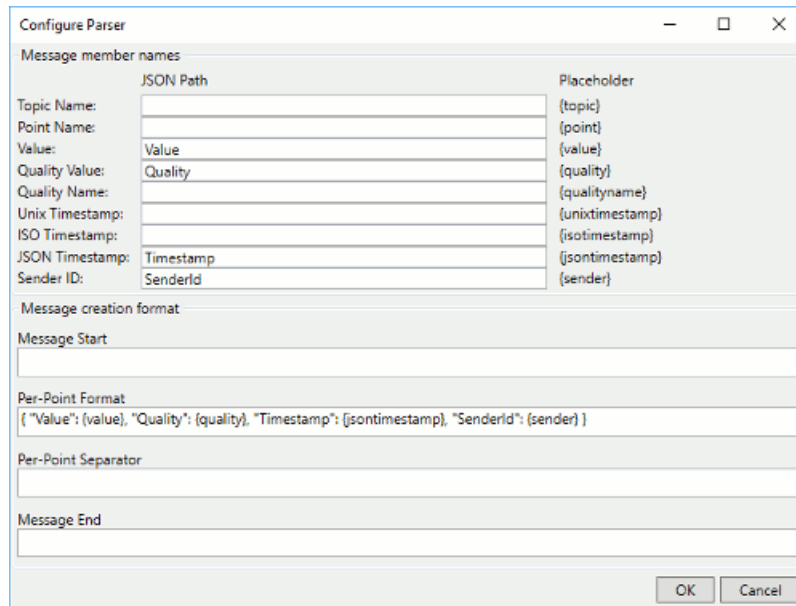 Configure Parser
Message member names
JSON Path Placeholder
Topic Name: {topic}
Point Name: {point}
Value: Value {value}
Quality Value: Quality {quality}
Quality Name: {qualityname}
Unix Timestamp: {unixtimestamp}
ISO Timestamp: {isotimestamp}
JSON Timestamp: Timestamp {jsontimestamp}
Sender ID: SenderId {sender}
Message creation format
Message Start
Per-Point Format
{ "Value": {value}, "Quality": {quality}, "Timestamp": {jsontimestamp}, "SenderId": {sender} }
Per-Point Separator
Message End
OK Cancel